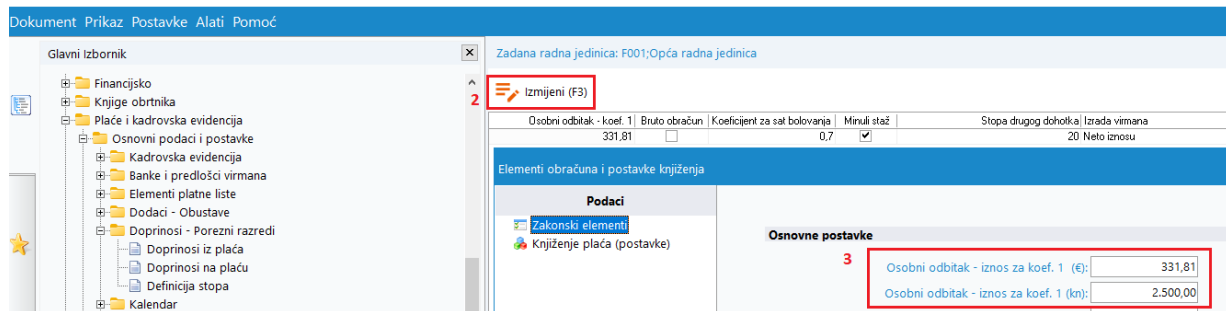 Dokument Prikaz Postavke Alati Pomoć
Glavni Izbornik
Financijsko
Knjige obrtnika
Plaće i kadrovska evidencija
Osnovni podaci i postavke
Kadrovska evidencija
Banke i predlošci virmana
Elementi platne liste
Dodaci - Obustave
Doprinosi - Porezni razredi
Doprinosi iz plaća
Doprinosi na plaću
Definicija stopa
Kalendar
Zadana radna jedinica: F001;Opća radna jedinica
2
Izmijeni (F3)
Osobni odbitak - koef. 1 Bruto obračun Koeficijent za sat bolovanja Minuli staž Stopa drugog dohotka Izrada virmana
331,81 0,7 20 Neto iznosu
Elementi obračuna i postavke knjiženja
Podaci
Zakonski elementi
Knjiženje plaća (postavke)
Osnovne postavke
3
Osobni odbitak - iznos za koef. 1 (€): 331,81
Osobni odbitak - iznos za koef. 1 (kn): 2.500,00